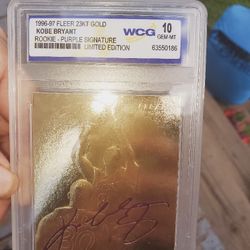 1996-97 FLEER 23KT GOLD
KOBE BRYANT
ROOKIE - PURPLE SIGNATURE
LIMITED EDITION
WCG
10
GEM-MT
63550186